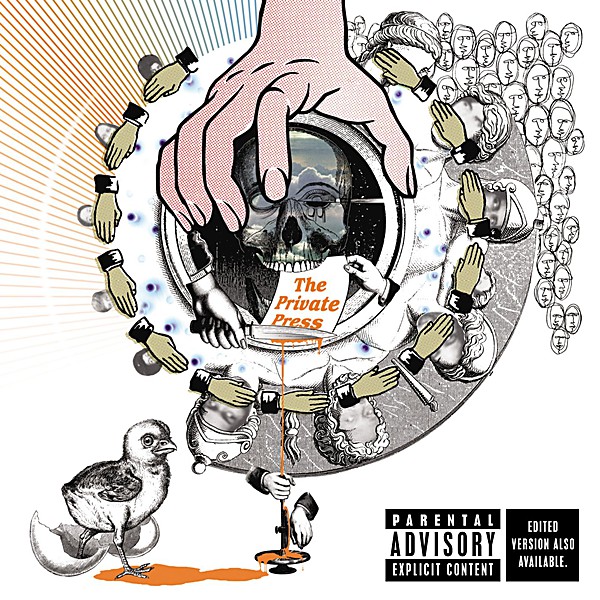 The
Private
Press
PARENTAL
ADVISORY
EXPLICIT CONTENT
EDITED
VERSION ALSO
AVAILABLE.